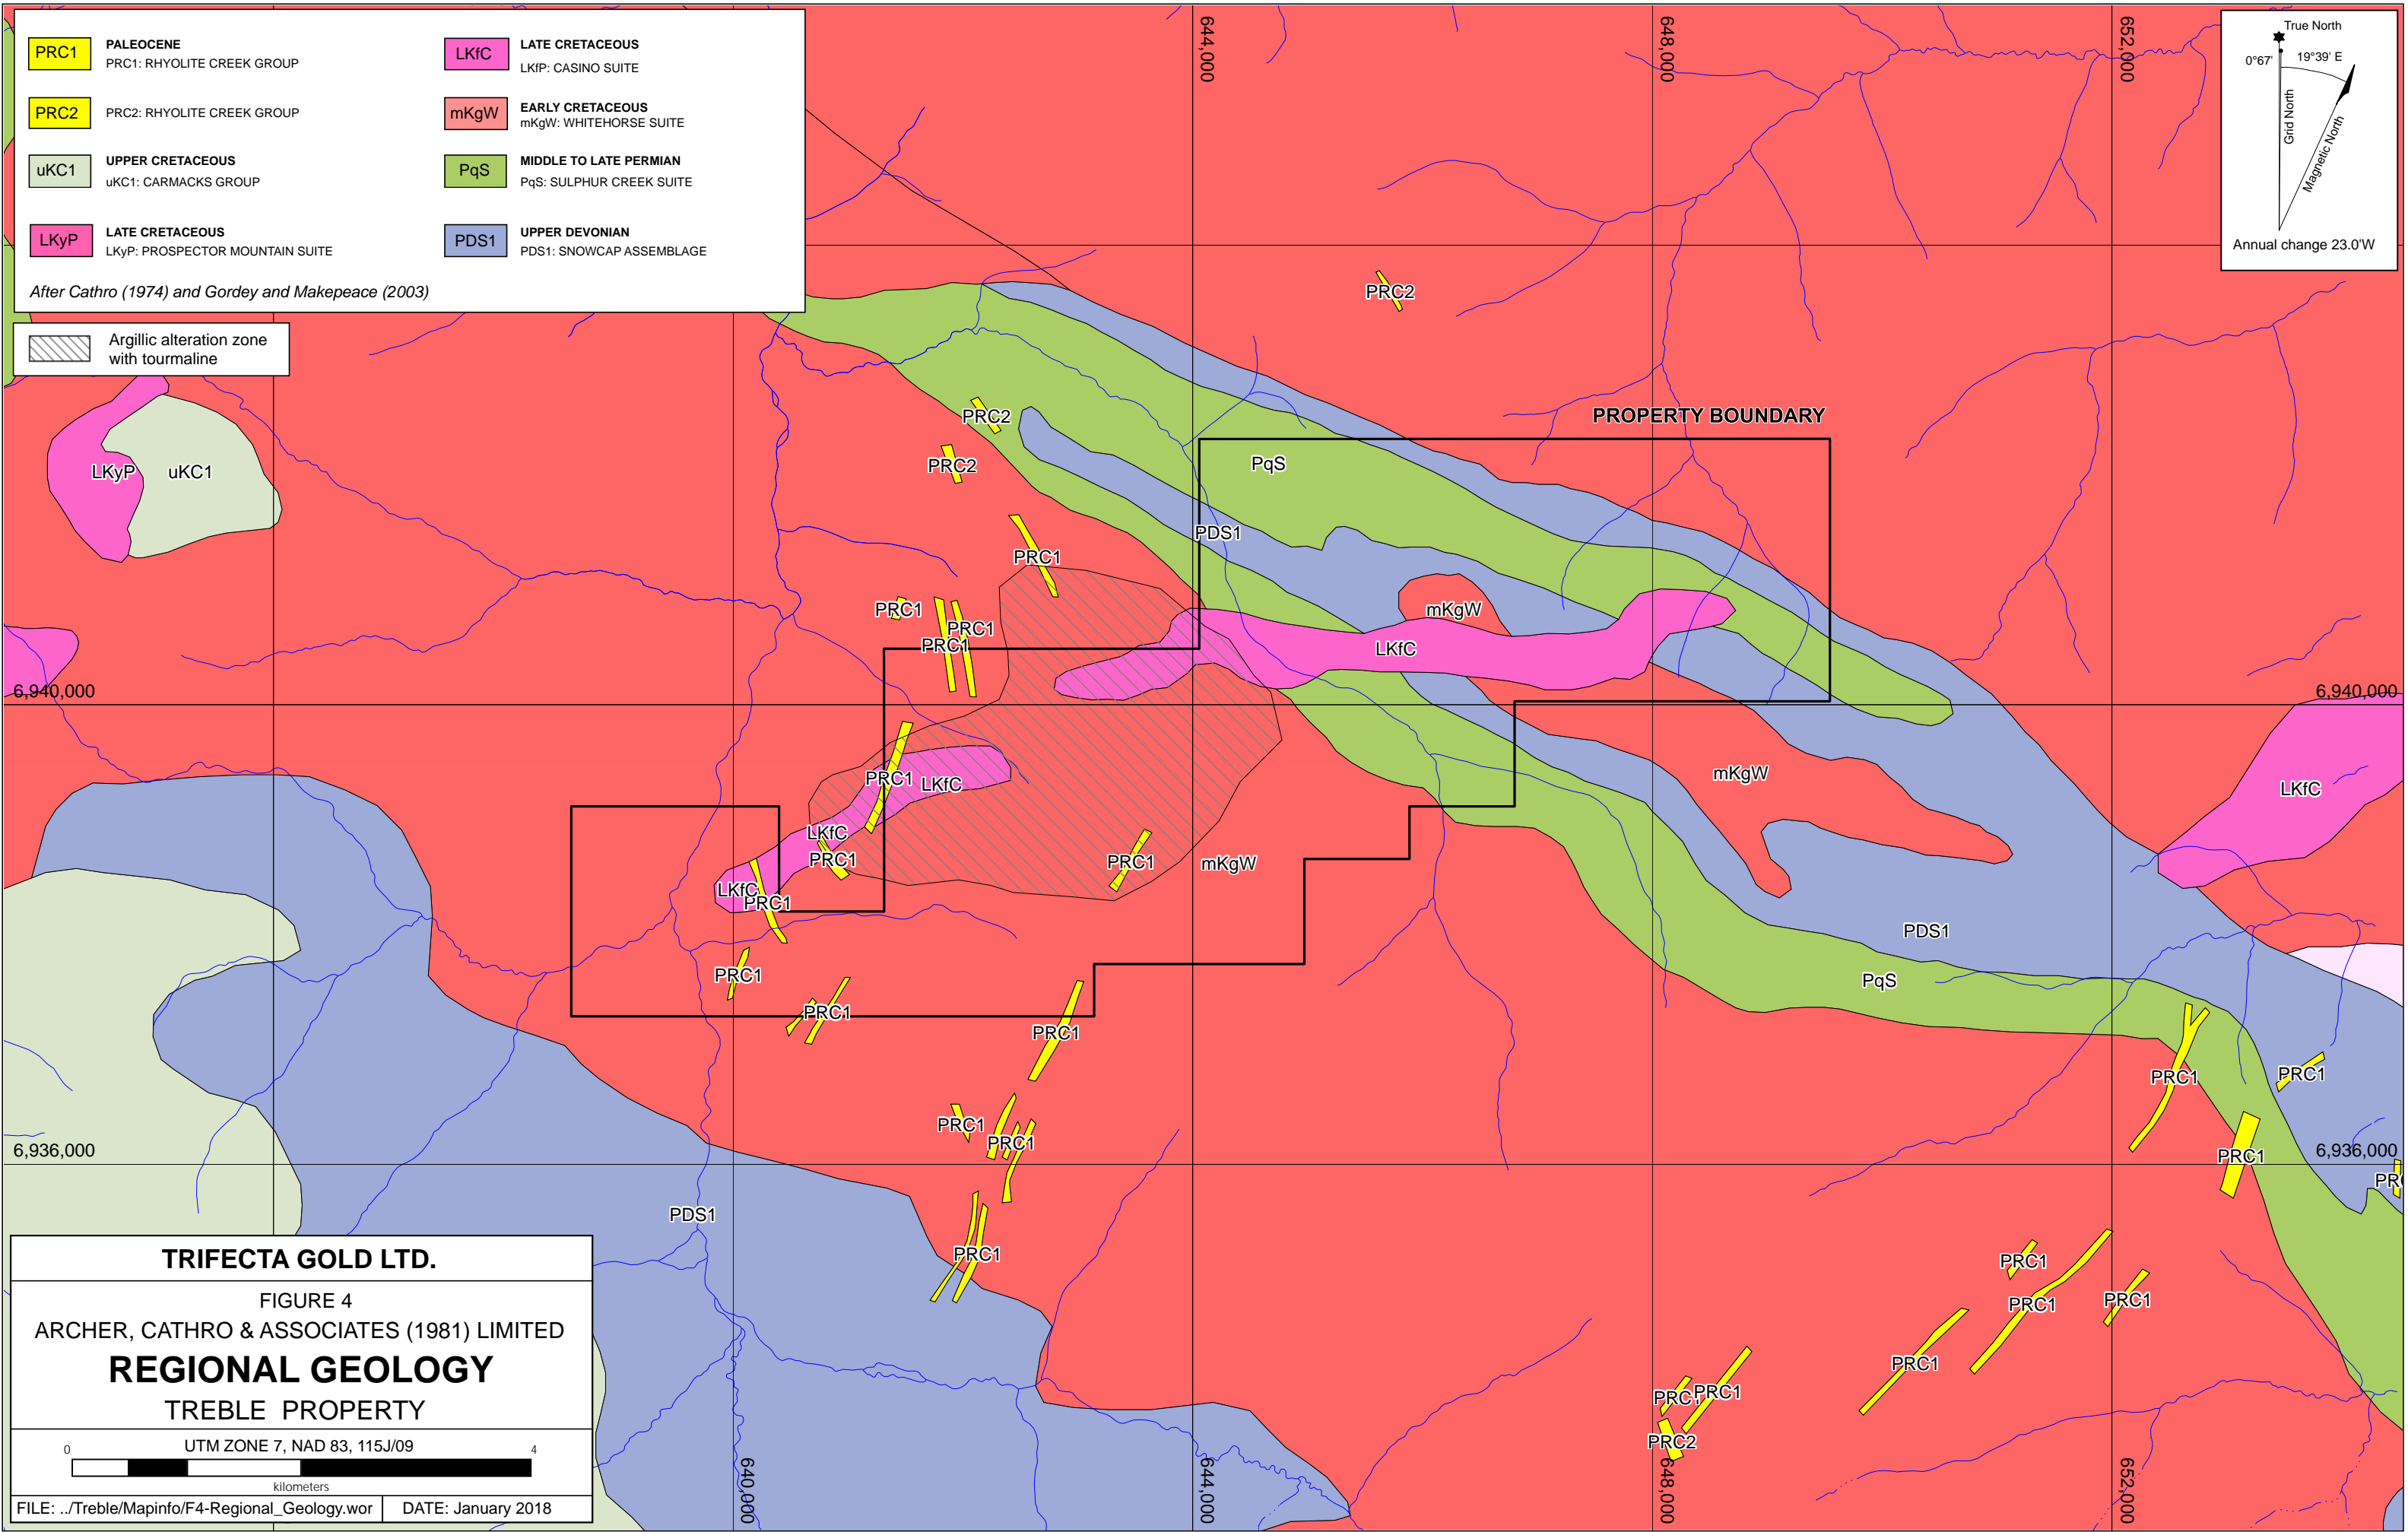 PRC1
PALEOCENE
PRC1: RHYOLITE CREEK GROUP
PRC2
PRC2: RHYOLITE CREEK GROUP
uKC1
UPPER CRETACEOUS
uKC1: CARMACKS GROUP
LKyP
LATE CRETACEOUS
LKyP: PROSPECTOR MOUNTAIN SUITE
LKfC
LATE CRETACEOUS
LKfP: CASINO SUITE
mKgW
EARLY CRETACEOUS
mKgW: WHITEHORSE SUITE
PqS
MIDDLE TO LATE PERMIAN
PqS: SULPHUR CREEK SUITE
PDS1
UPPER DEVONIAN
PDS1: SNOWCAP ASSEMBLAGE
After Cathro (1974) and Gordey and Makepeace (2003)
Argillic alteration zone
with tourmaline
644,000
648,000
652,000
True North
0°67'
19°39' E
Grid North
Magnetic North
Annual change 23.0'W
PRC2
PROPERTY BOUNDARY
PRC2
PRC2
PqS
LKyP
uKC1
PDS1
PRC1
PRC1
mKgW
PRC1
PRC1
LKfC
6,940,000
6,940,000
mKgW
PRC1
LKfC
LKfC
LKfC
PRC1
mKgW
PRC1
LKfC
PRC1
PDS1
PRC1
PqS
PRC1
PRC1
PRC1
PRC1
PRC1
PRC1
6,936,000
PRC1
6,936,000
PR
PDS1
PRC1
PRC1
PRC1
PRC1
PRC1
PRC1
PRC1
PRC2
640,000
644,000
648,000
652,000
TRIFECTA GOLD LTD.
FIGURE 4
ARCHER, CATHRO & ASSOCIATES (1981) LIMITED
REGIONAL GEOLOGY
TREBLE PROPERTY
UTM ZONE 7, NAD 83, 115J/09
0
4
kilometers
FILE: ../Treble/Mapinfo/F4-Regional_Geology.wor
DATE: January 2018